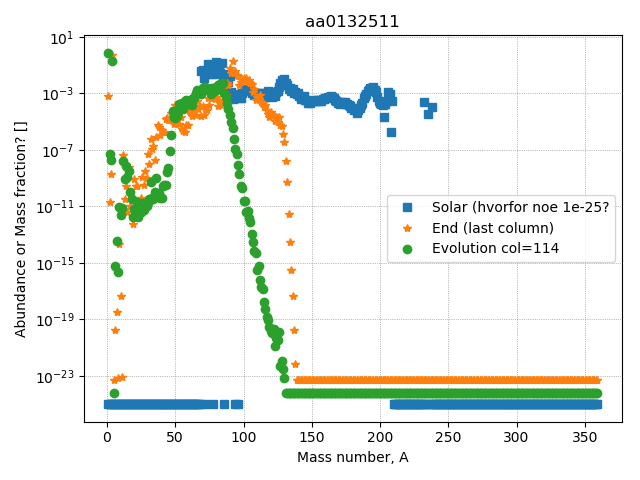 aa0132511
Abundance or Mass fraction? []
10¹
10⁻³
10⁻⁷
10⁻¹¹
10⁻¹⁵
10⁻¹⁹
10⁻²³
Solar (hvorfor noe 1e-25?
End (last column)
Evolution col=114
0 50 100 150 200 250 300 350
Mass number, A